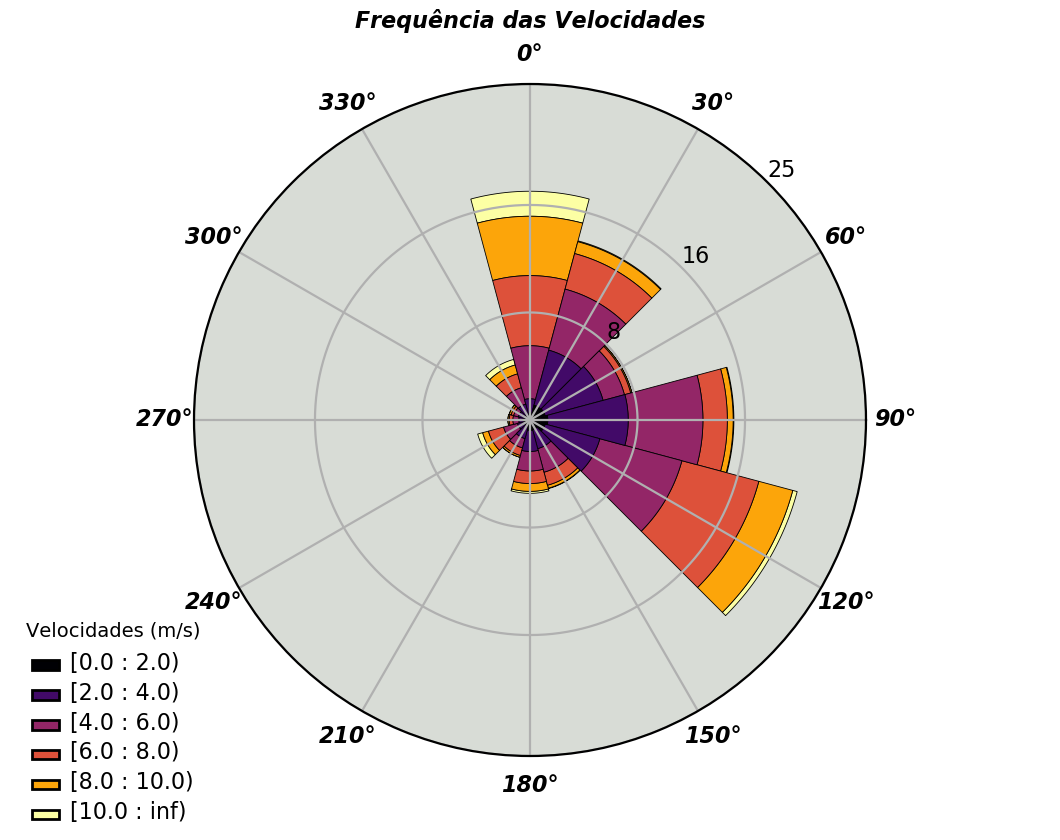 Frequência das Velocidades
0°
330°
30°
25
300°
60°
16
8
270°
90°
240°
120°
210°
150°
180°
Velocidades (m/s)
[0.0 : 2.0)
[2.0 : 4.0)
[4.0 : 6.0)
[6.0 : 8.0)
[8.0 : 10.0)
[10.0 : inf)